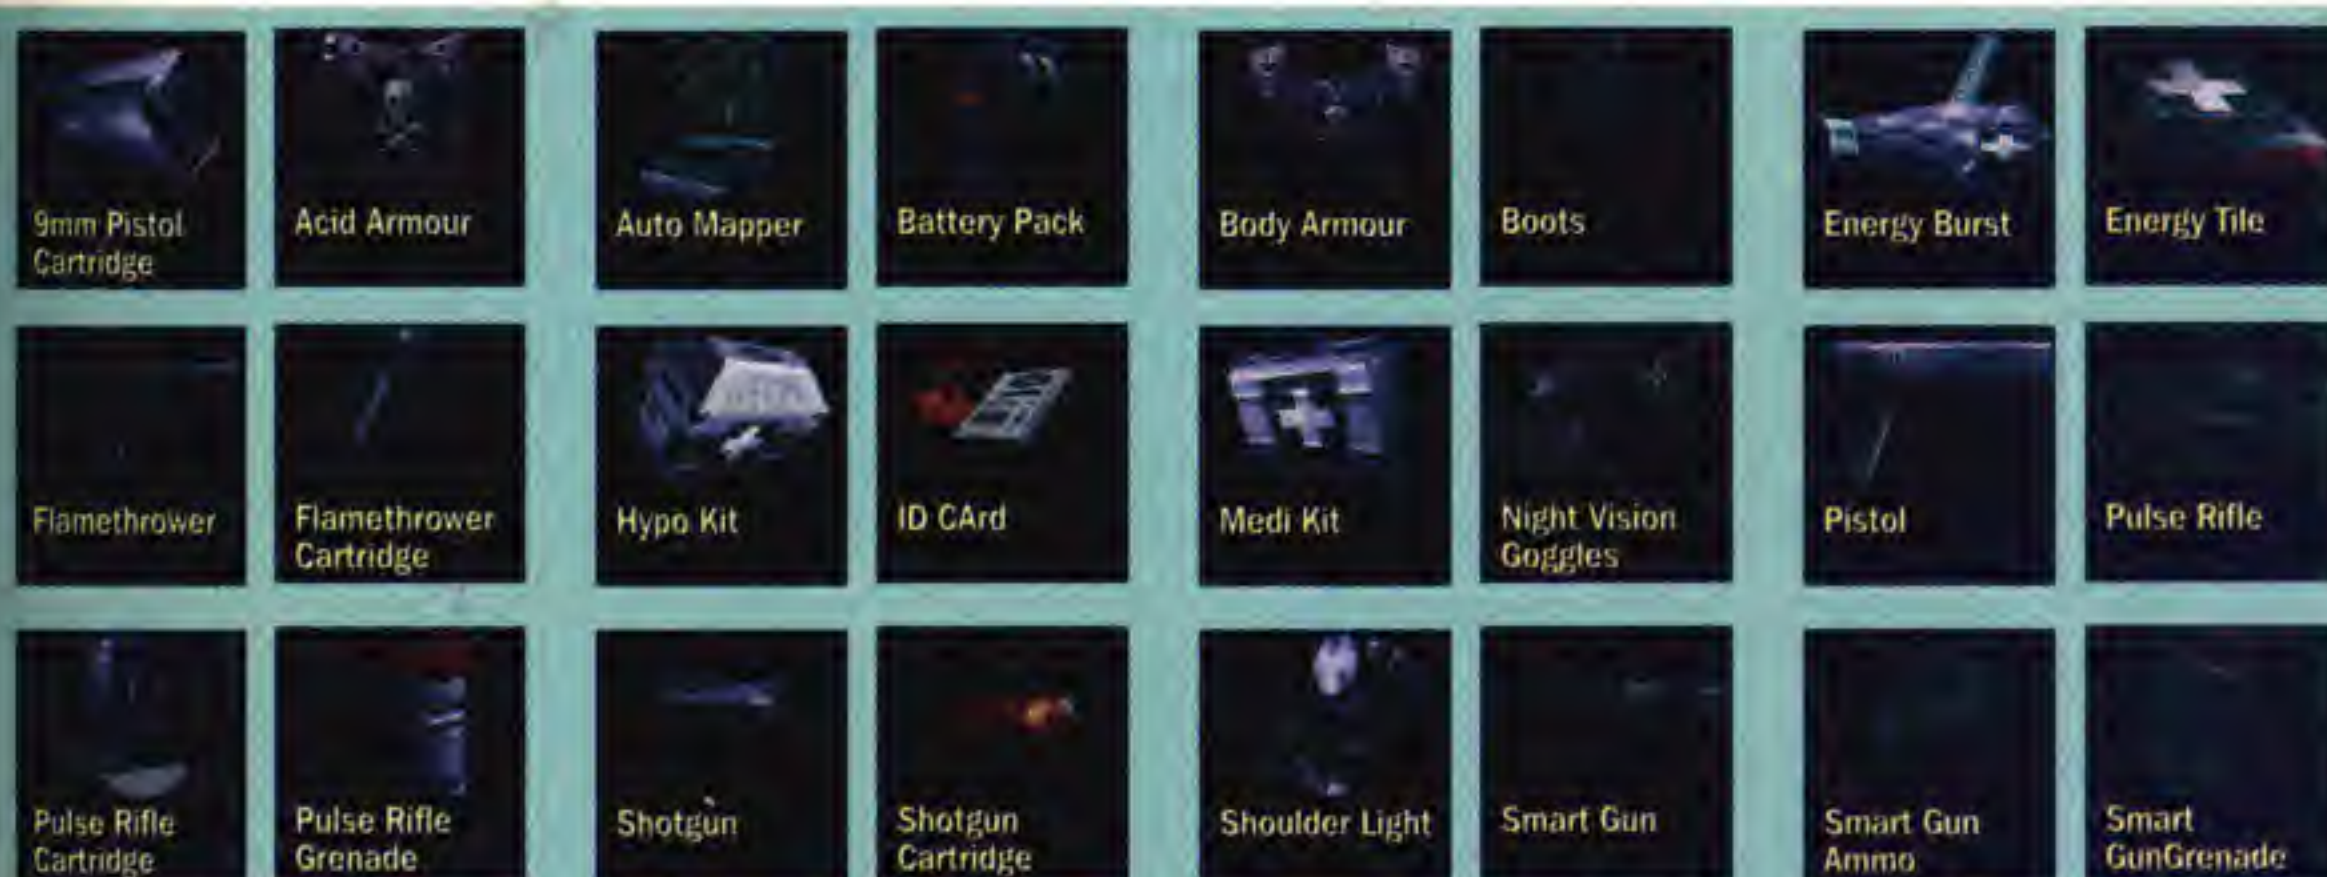 9mm Pistol
Cartridge
Acid Armour
Auto Mapper
Battery Pack
Body Armour
Boots
Energy Burst
Energy Tile
Flamethrower
Flamethrower
Cartridge
Hypo Kit
ID CArd
Medi Kit
Night Vision
Goggles
Pistol
Pulse Rifle
Pulse Rifle
Cartridge
Pulse Rifle
Grenade
Shotgun
Shotgun
Cartridge
Shoulder Light
Smart Gun
Smart Gun
Ammo
Smart
GunGrenade